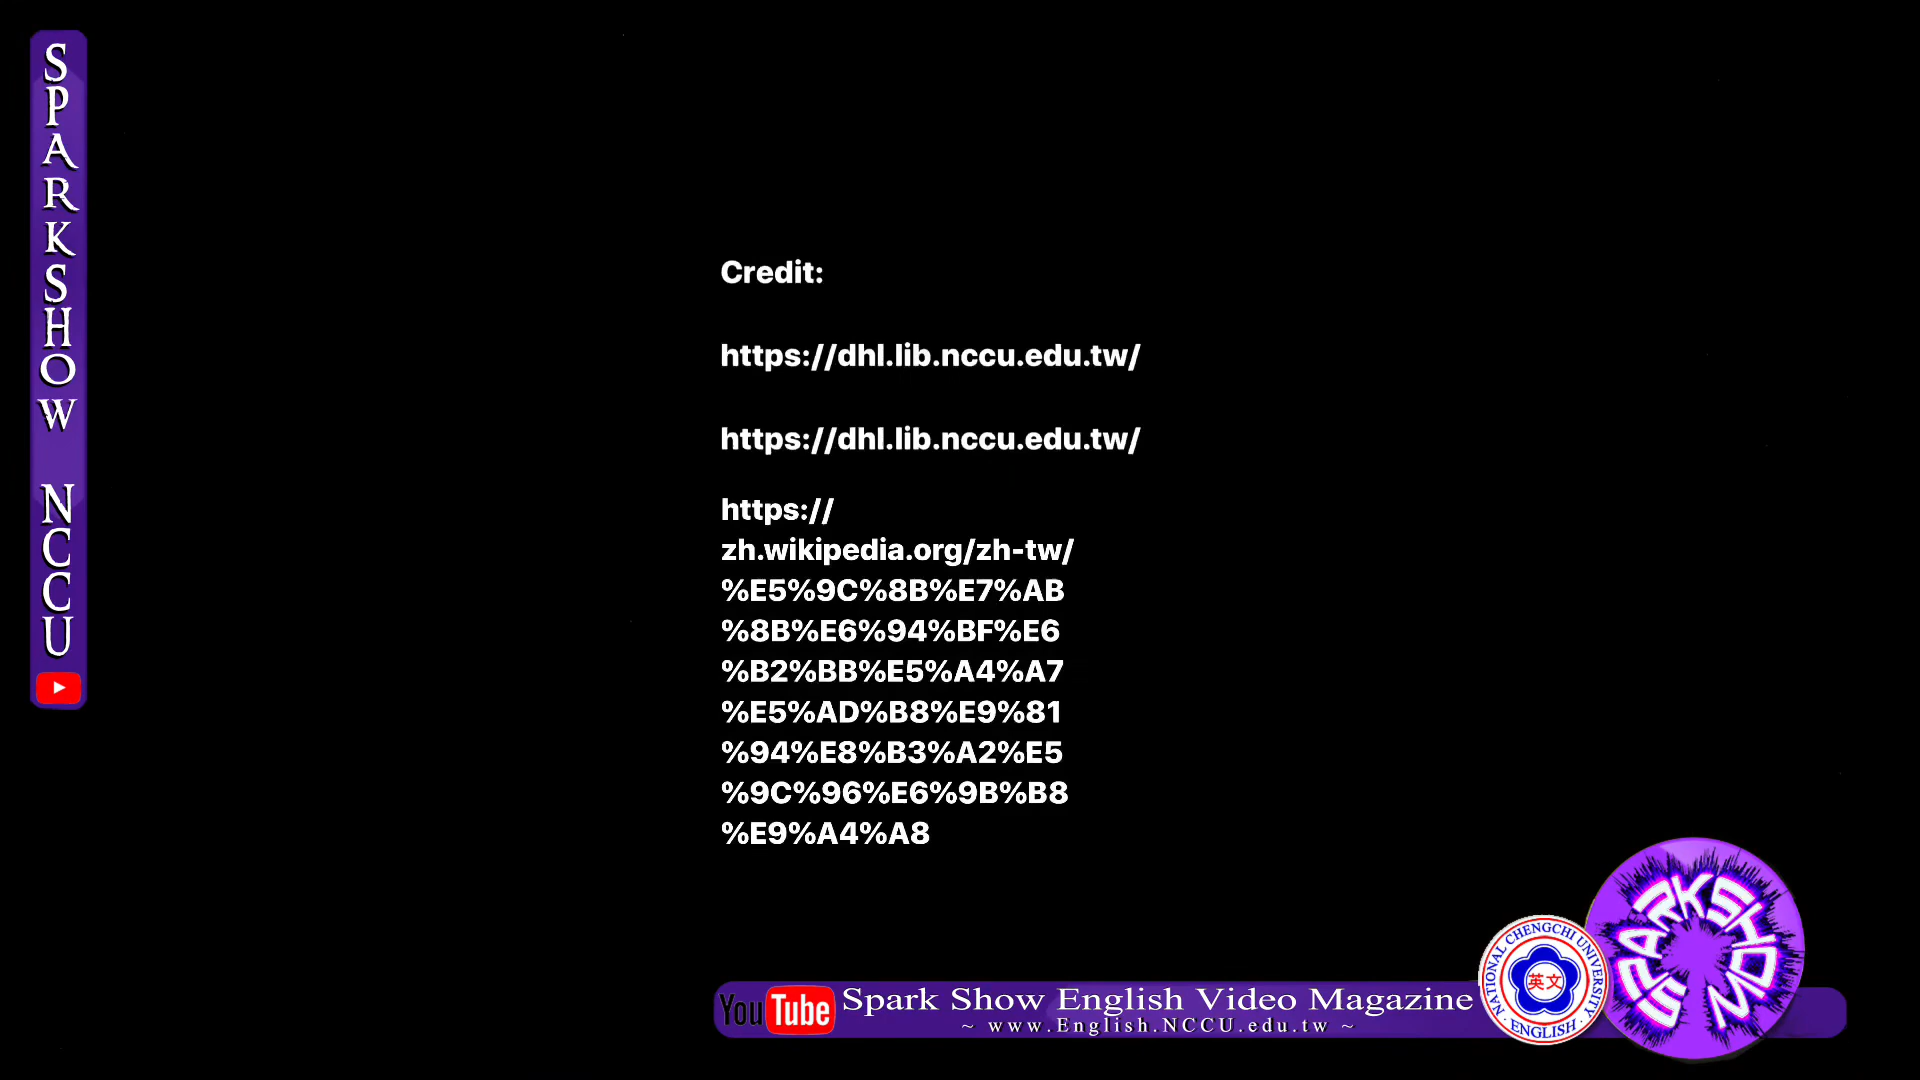 SPARKSHOW NCCU
Credit:
https://dhl.lib.nccu.edu.tw/
https://dhl.lib.nccu.edu.tw/
https://
zh.wikipedia.org/zh-tw/
%E5%9C%8B%E7%AB
%8B%E6%94%BF%E6
%B2%BB%E5%A4%A7
%E5%AD%B8%E9%81
%94%E8%B3%A2%E5
%9C%96%E6%9B%B8
%E9%A4%A8
YouTube Spark Show English Video Magazine
~ www.English.NCCU.edu.tw ~
NATIONAL CHENGCHI UNIVERSITY
英文
ENGLISH
SPARKSHOW